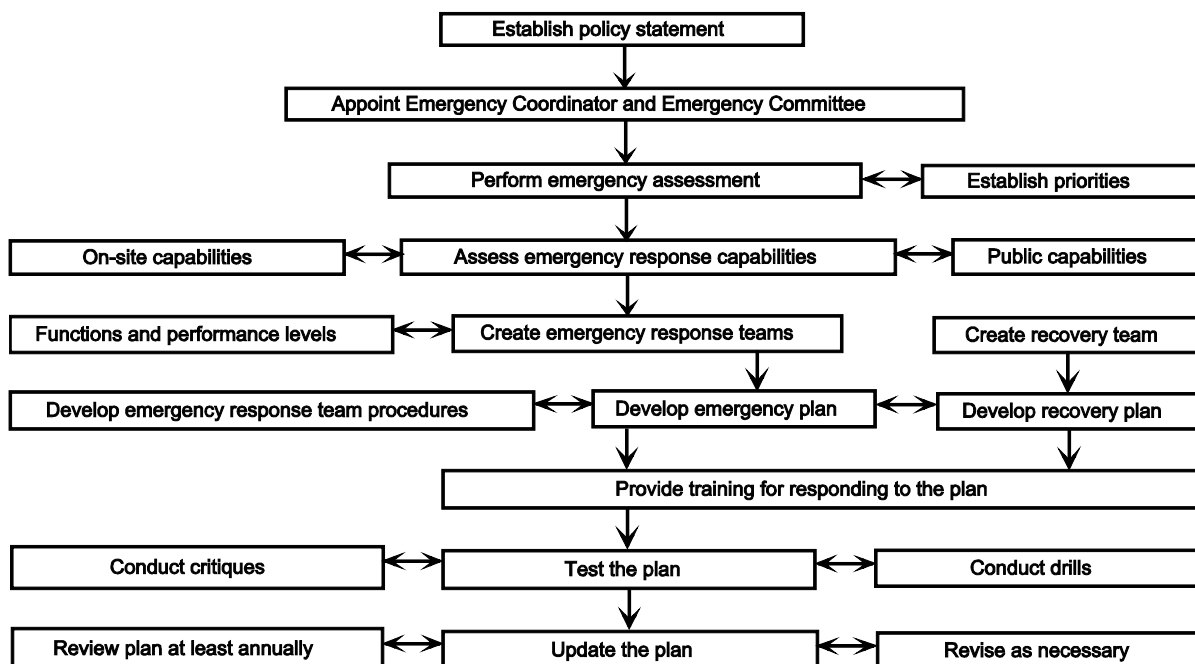 Establish policy statement
Appoint Emergency Coordinator and Emergency Committee
Perform emergency assessment
Establish priorities
On-site capabilities
Assess emergency response capabilities
Public capabilities
Functions and performance levels
Create emergency response teams
Create recovery team
Develop emergency response team procedures
Develop emergency plan
Develop recovery plan
Provide training for responding to the plan
Conduct critiques
Test the plan
Conduct drills
Review plan at least annually
Update the plan
Revise as necessary